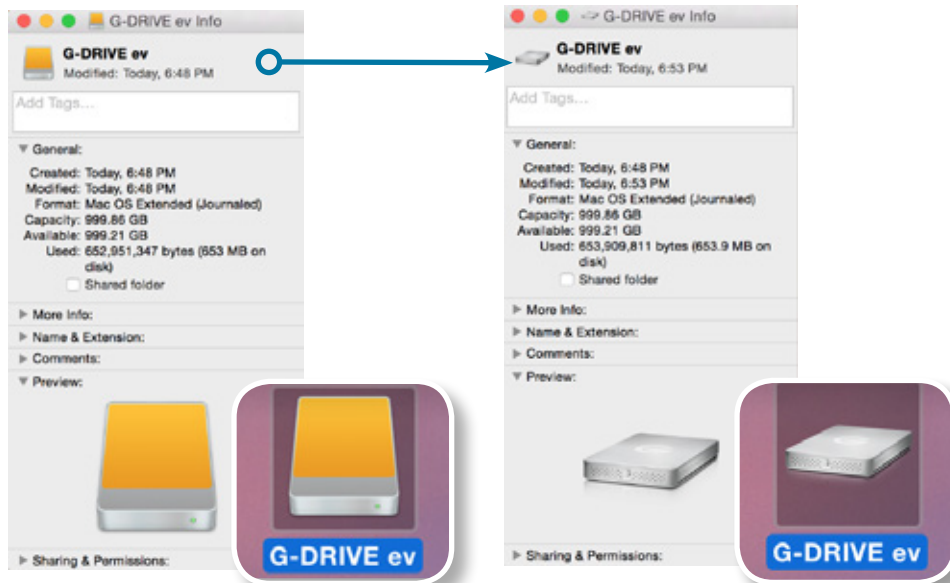 G-DRIVE ev Info
G-DRIVE ev
Modified: Today, 6:48 PM
Add Tags...
General:
Created: Today, 6:48 PM
Modified: Today, 6:48 PM
Format: Mac OS Extended (Journaled)
Capacity: 999.86 GB
Available: 999.21 GB
Used: 652,951,347 bytes (653 MB on
disk)
Shared folder
More Info:
Name & Extension:
Comments:
Preview:
Sharing & Permissions:
G-DRIVE ev
G-DRIVE ev Info
G-DRIVE ev
Modified: Today, 6:53 PM
Add Tags...
General:
Created: Today, 6:48 PM
Modified: Today, 6:53 PM
Format: Mac OS Extended (Journaled)
Capacity: 999.86 GB
Available: 999.21 GB
Used: 653,909,811 bytes (653.9 MB on
disk)
Shared folder
More Info:
Name & Extension:
Comments:
Preview:
Sharing & Permissions:
G-DRIVE ev